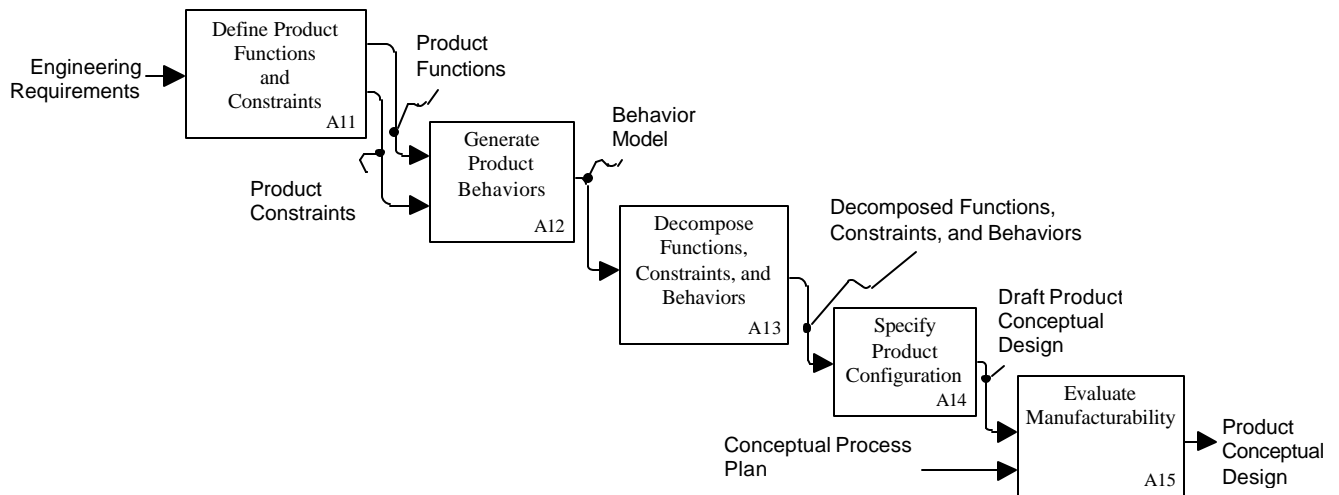 Define Product
Functions
and
Constraints
A11
Engineering
Requirements
Product
Functions
Product
Constraints
Generate
Product
Behaviors
A12
Behavior
Model
Decompose
Functions,
Constraints, and
Behaviors
A13
Decomposed Functions,
Constraints, and Behaviors
Specify
Product
Configuration
A14
Draft Product
Conceptual
Design
Conceptual Process
Plan
Evaluate
Manufacturability
A15
Product
Conceptual
Design